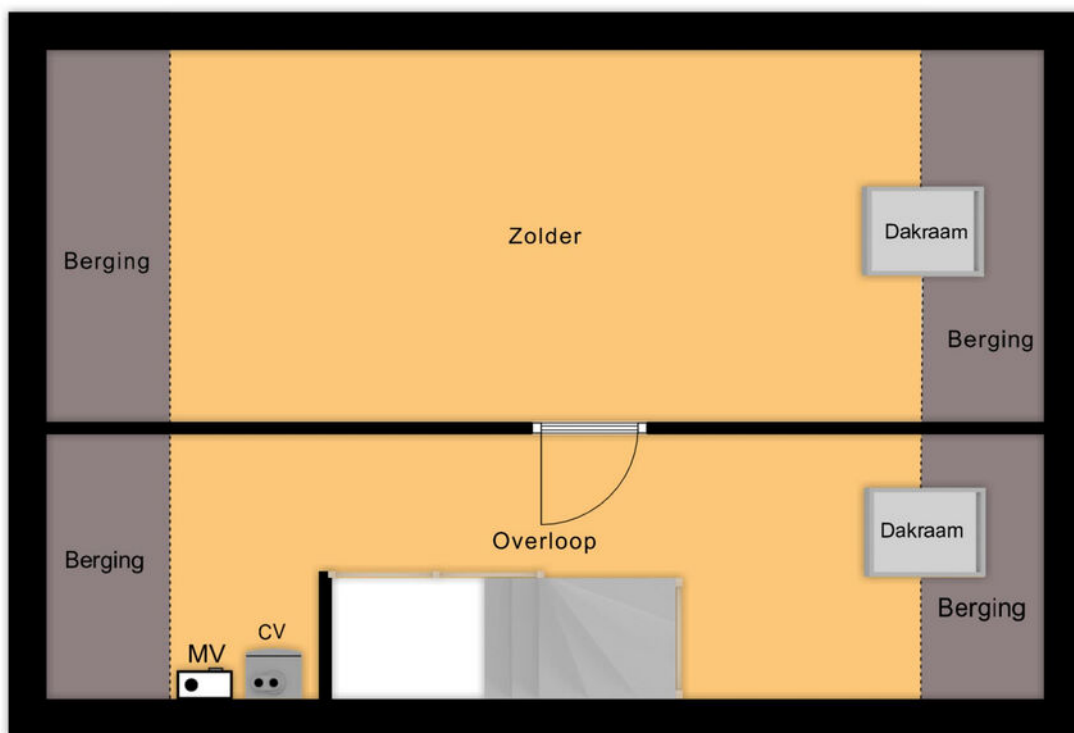 Zolder
Dakraam
Berging
Berging
Overloop
Dakraam
Berging
Berging
CV
MV